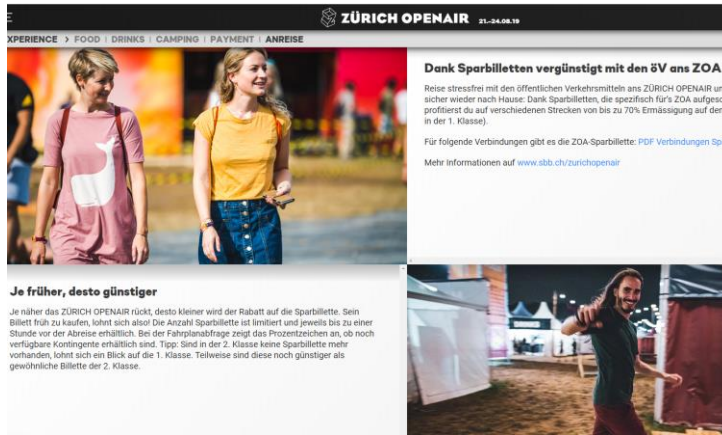 ZÜRICH OPENAIR 21.–24.08.19
XPERIENCE > FOOD | DRINKS | CAMPING | PAYMENT | ANREISE
Dank Sparbilletten vergünstigt mit den öV ans ZOA
Reise stressfrei mit den öffentlichen Verkehrsmitteln ans ZÜRICH OPENAIR un
sicher wieder nach Hause: Dank Sparbilletten, die spezifisch für's ZOA aufges
profitierst du auf verschiedenen Strecken von bis zu 70% Ermässigung auf der
in der 1. Klasse).
Für folgende Verbindungen gibt es die ZOA-Sparbillette: PDF Verbindungen Sp
Mehr Informationen auf www.sbb.ch/zurichopenair
Je früher, desto günstiger
Je näher das ZÜRICH OPENAIR rückt, desto kleiner wird der Rabatt auf die Sparbillette. Sein
Billett früh zu kaufen, lohnt sich also! Die Anzahl Sparbillette ist limitiert und jeweils bis zu einer
Stunde vor der Abreise erhältlich. Bei der Fahrplanabfrage zeigt das Prozentzeichen an, ob noch
verfügbare Kontingente erhältlich sind. Tipp: Sind in der 2. Klasse keine Sparbillette mehr
vorhanden, lohnt sich ein Blick auf die 1. Klasse. Teilweise sind diese noch günstiger als
gewöhnliche Billette der 2. Klasse.